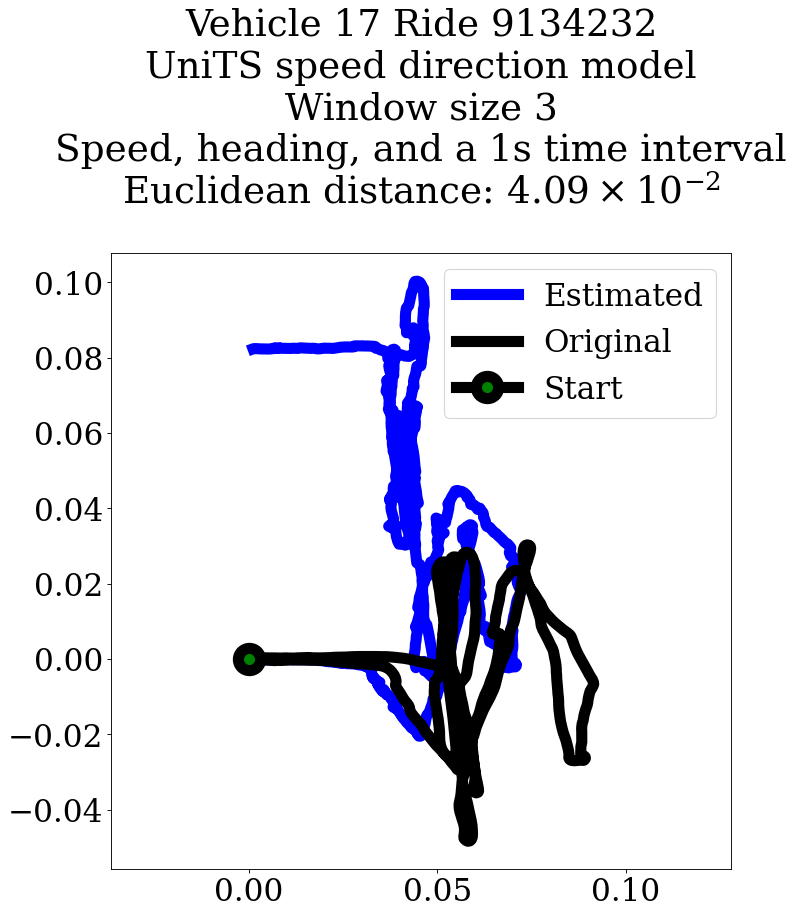 Vehicle 17 Ride 9134232
UniTS speed direction model
Window size 3
Speed, heading, and a 1s time interval
Euclidean distance: 4.09 × 10⁻²
0.10
Estimated
Original
Start
0.08
0.06
0.04
0.02
0.00
−0.02
−0.04
0.00 0.05 0.10